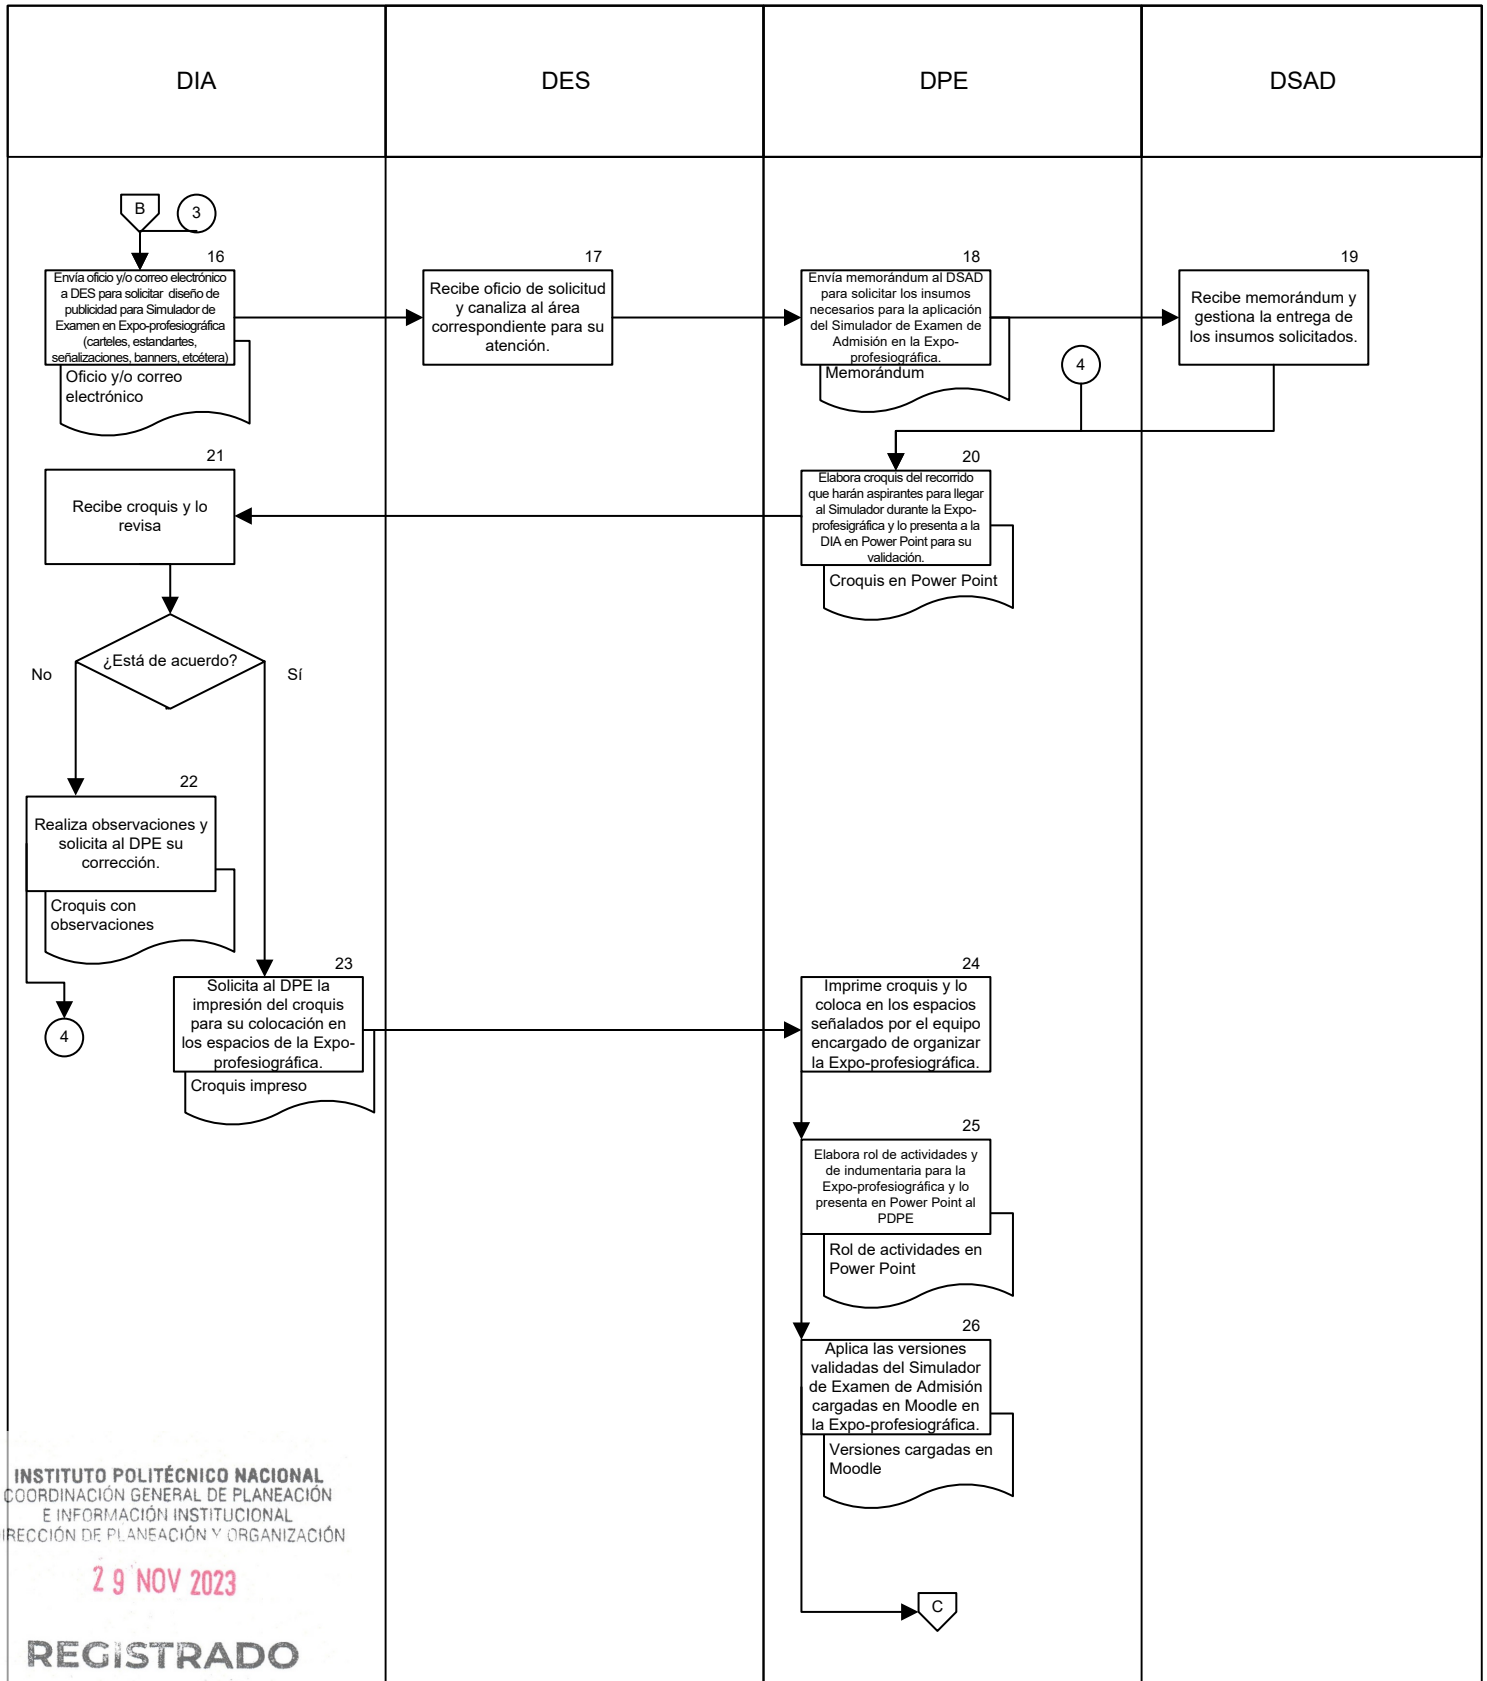 DIA
DES
DPE
DSAD
B
3
16
Envía oficio y/o correo electrónico
a DES para solicitar diseño de
publicidad para Simulador de
Examen en Expo-profesiográfica
(carteles, estandartes,
señalizaciones, banners, etcétera)
Oficio y/o correo
electrónico
17
Recibe oficio de solicitud
y canaliza al área
correspondiente para su
atención.
18
Envía memorándum al DSAD
para solicitar los insumos
necesarios para la aplicación
del Simulador de Examen de
Admisión en la Expo-
profesiográfica.
Memorándum
19
Recibe memorándum y
gestiona la entrega de
los insumos solicitados.
4
20
Elabora croquis del recorrido
que harán aspirantes para llegar
al Simulador durante la Expo-
profesigráfica y lo presenta a la
DIA en Power Point para su
validación.
Croquis en Power Point
21
Recibe croquis y lo
revisa
¿Está de acuerdo?
No
Sí
22
Realiza observaciones y
solicita al DPE su
corrección.
Croquis con
observaciones
4
23
Solicita al DPE la
impresión del croquis
para su colocación en
los espacios de la Expo-
profesiográfica.
Croquis impreso
24
Imprime croquis y lo
coloca en los espacios
señalados por el equipo
encargado de organizar
la Expo-profesiográfica.
25
Elabora rol de actividades y
de indumentaria para la
Expo-profesiográfica y lo
presenta en Power Point al
PDPE
Rol de actividades en
Power Point
26
Aplica las versiones
validadas del Simulador
de Examen de Admisión
cargadas en Moodle en
la Expo-profesiográfica.
Versiones cargadas en
Moodle
C
INSTITUTO POLITÉCNICO NACIONAL
COORDINACIÓN GENERAL DE PLANEACIÓN
E INFORMACIÓN INSTITUCIONAL
DIRECCIÓN DE PLANEACIÓN Y ORGANIZACIÓN
29 NOV 2023
REGISTRADO